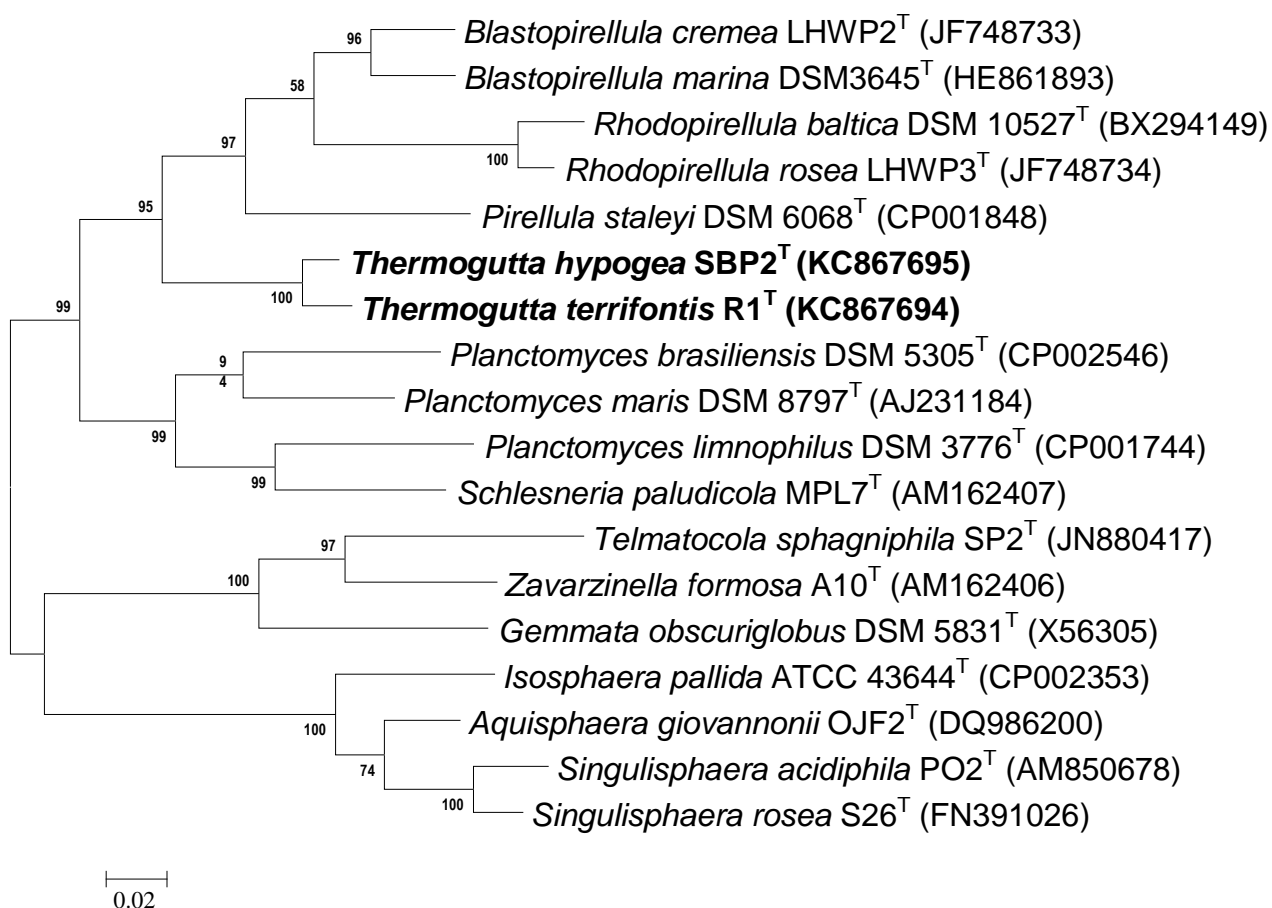 96
Blastopirellula cremea LHWP2T (JF748733)
Blastopirellula marina DSM3645T (HE861893)
58
Rhodopirellula baltica DSM 10527T (BX294149)
100
Rhodopirellula rosea LHWP3T (JF748734)
97
Pirellula staleyi DSM 6068T (CP001848)
95
Thermogutta hypogea SBP2T (KC867695)
100
Thermogutta terrifontis R1T (KC867694)
99
Planctomyces brasiliensis DSM 5305T (CP002546)
9
4
Planctomyces maris DSM 8797T (AJ231184)
99
Planctomyces limnophilus DSM 3776T (CP001744)
99
Schlesneria paludicola MPL7T (AM162407)
Telmatocola sphagniphila SP2T (JN880417)
97
Zavarzinella formosa A10T (AM162406)
100
Gemmata obscuriglobus DSM 5831T (X56305)
Isosphaera pallida ATCC 43644T (CP002353)
100
Aquisphaera giovannonii OJF2T (DQ986200)
74
Singulisphaera acidiphila PO2T (AM850678)
100
Singulisphaera rosea S26T (FN391026)
0.02